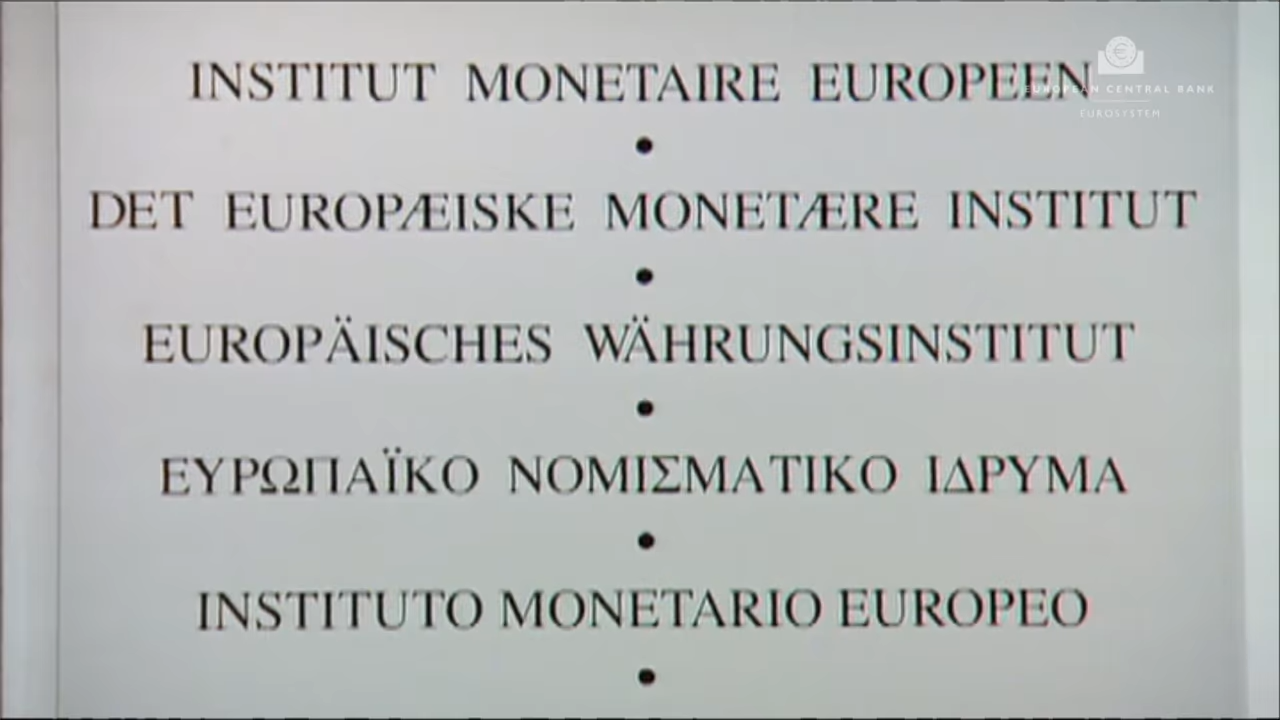 INSTITUT MONETAIRE EUROPEEN
EUROPEAN CENTRAL BANK
EUROSYSTEM
•
DET EUROPÆISKE MONETÆRE INSTITUT
•
EUROPÄISCHES WÄHRUNGSINSTITUT
•
ΕΥΡΩΠΑΪΚΟ ΝΟΜΙΣΜΑΤΙΚΟ ΙΔΡΥΜΑ
•
INSTITUTO MONETARIO EUROPEO
•